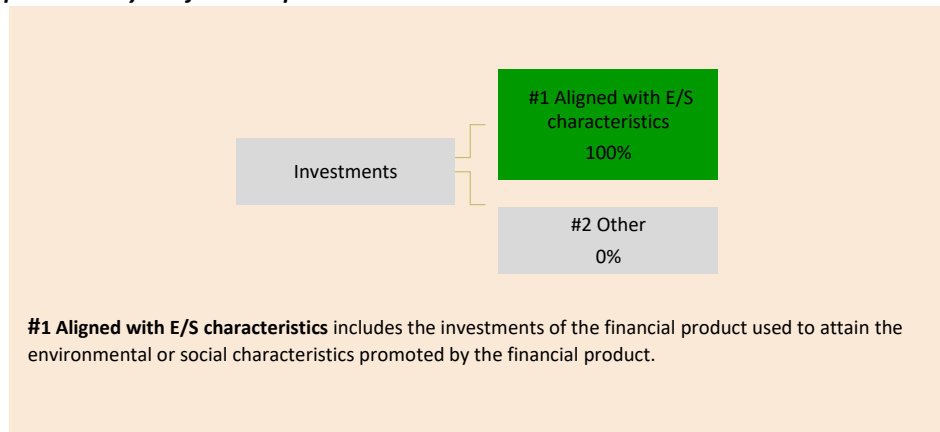 #1 Aligned with E/S
characteristics
100%
Investments
#2 Other
0%
#1 Aligned with E/S characteristics includes the investments of the financial product used to attain the
environmental or social characteristics promoted by the financial product.